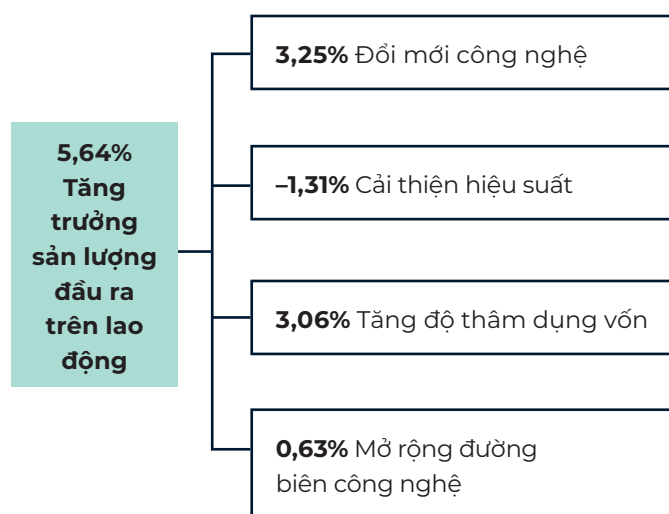 5,64%
Tăng
trưởng
sản lượng
đầu ra
trên lao
động
3,25% Đổi mới công nghệ
–1,31% Cải thiện hiệu suất
3,06% Tăng độ thâm dụng vốn
0,63% Mở rộng đường
biên công nghệ